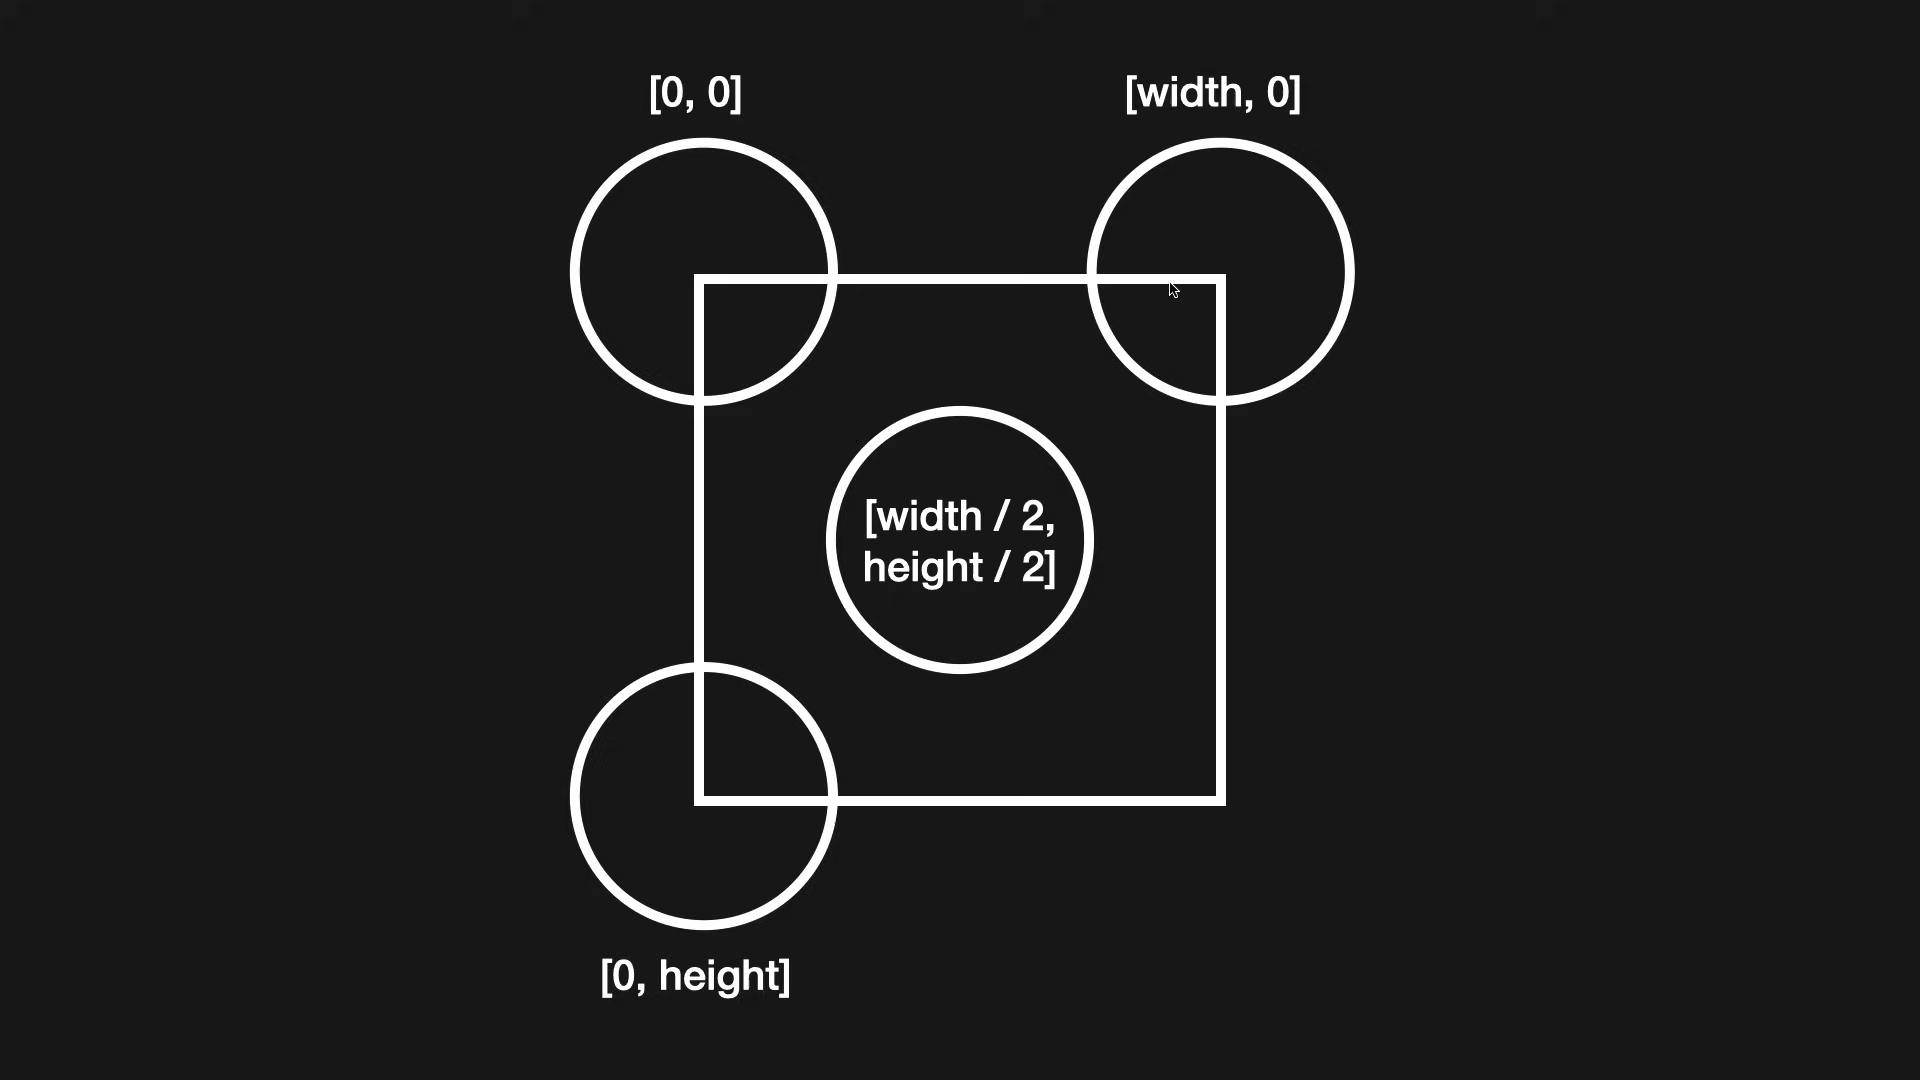 [0, 0]
[width, 0]
[width / 2,
height / 2]
[0, height]